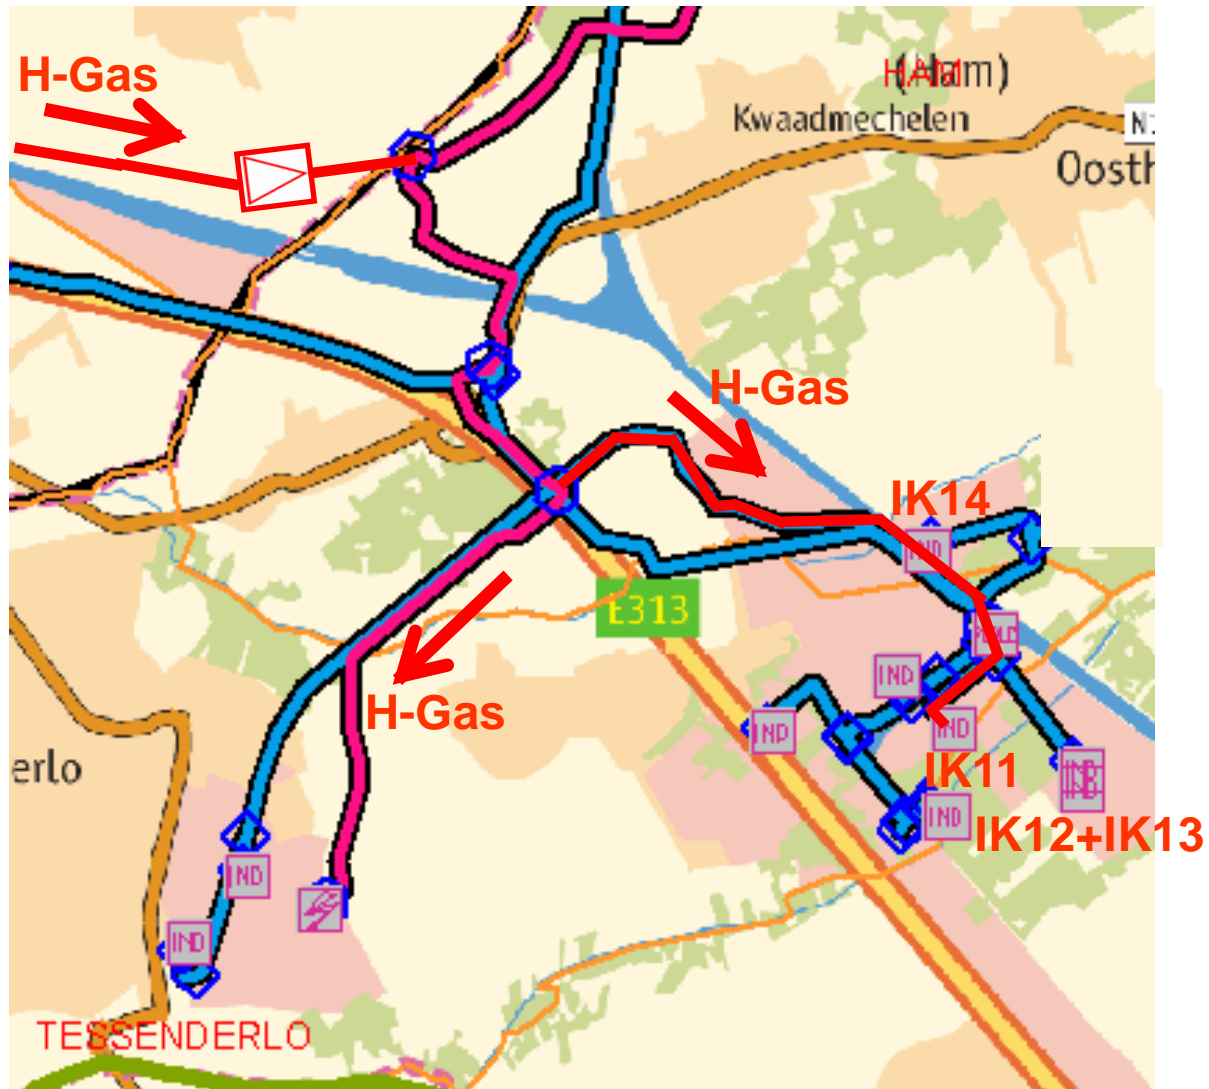 H-Gas
HAM
(Ham)
Kwaadmechelen
Oosth
H-Gas
IK14
IND
E313
IND
IND
IND
H-Gas
erlo
IK11
IND
IK12+IK13
IND
IND
TESSENDERLO